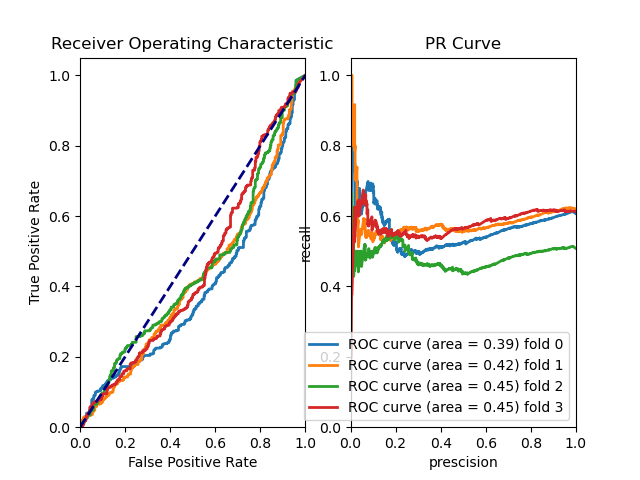 Receiver Operating Characteristic
PR Curve
1.0
0.8
0.6
0.4
0.2
0.0
True Positive Rate
0.0 0.2 0.4 0.6 0.8 1.0
False Positive Rate
1.0
0.8
0.6
0.4
0.2
0.0
recall
0.0 0.2 0.4 0.6 0.8 1.0
prescision
ROC curve (area = 0.39) fold 0
ROC curve (area = 0.42) fold 1
ROC curve (area = 0.45) fold 2
ROC curve (area = 0.45) fold 3